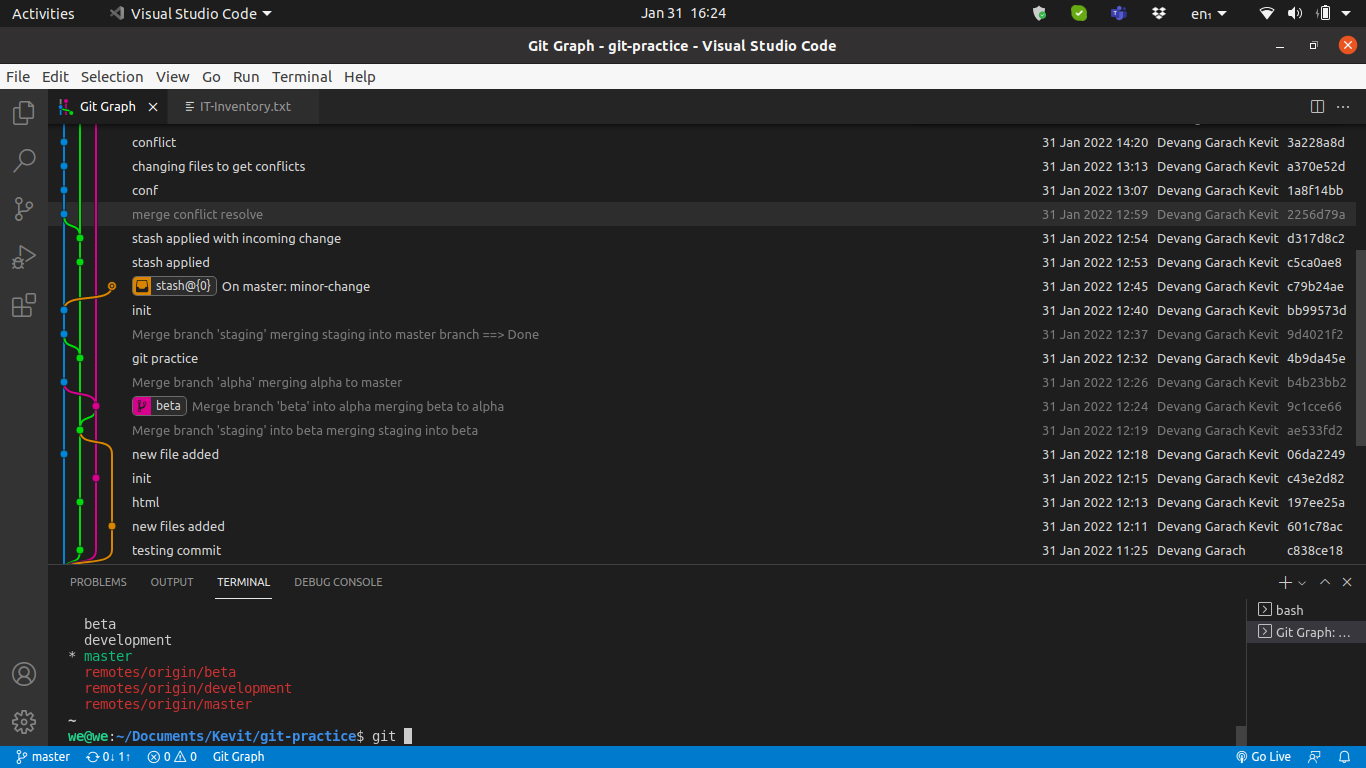 Activities Visual Studio Code Jan 31 16:24 en₁
Git Graph - git-practice - Visual Studio Code
File Edit Selection View Go Run Terminal Help
Git Graph IT-Inventory.txt
conflict 31 Jan 2022 14:20 Devang Garach Kevit 3a228a8d
changing files to get conflicts 31 Jan 2022 13:13 Devang Garach Kevit a370e52d
conf 31 Jan 2022 13:07 Devang Garach Kevit 1a8f14bb
merge conflict resolve 31 Jan 2022 12:59 Devang Garach Kevit 2256d79a
stash applied with incoming change 31 Jan 2022 12:54 Devang Garach Kevit d317d8c2
stash applied 31 Jan 2022 12:53 Devang Garach Kevit c5ca0ae8
stash@{0} On master: minor-change 31 Jan 2022 12:45 Devang Garach Kevit c79b24ae
init 31 Jan 2022 12:40 Devang Garach Kevit bb99573d
Merge branch 'staging' merging staging into master branch ==> Done 31 Jan 2022 12:37 Devang Garach Kevit 9d4021f2
git practice 31 Jan 2022 12:32 Devang Garach Kevit 4b9da45e
Merge branch 'alpha' merging alpha to master 31 Jan 2022 12:26 Devang Garach Kevit b4b23bb2
beta Merge branch 'beta' into alpha merging beta to alpha 31 Jan 2022 12:24 Devang Garach Kevit 9c1cce66
Merge branch 'staging' into beta merging staging into beta 31 Jan 2022 12:19 Devang Garach Kevit ae533fd2
new file added 31 Jan 2022 12:18 Devang Garach Kevit 06da2249
init 31 Jan 2022 12:15 Devang Garach Kevit c43e2d82
html 31 Jan 2022 12:13 Devang Garach Kevit 197ee25a
new files added 31 Jan 2022 12:11 Devang Garach Kevit 601c78ac
testing commit 31 Jan 2022 11:25 Devang Garach c838ce18
PROBLEMS OUTPUT TERMINAL DEBUG CONSOLE
beta
development
* master
remotes/origin/beta
remotes/origin/development
remotes/origin/master
~
we@we:~/Documents/Kevit/git-practice$ git
bash
Git Graph: ...
master 0↓ 1↑ 0 0 Git Graph Go Live